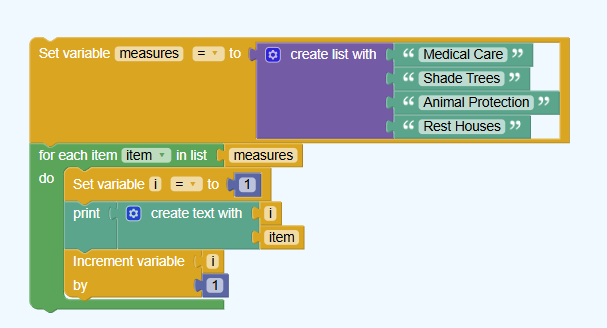 Set variable measures = to create list with “ Medical Care ”
“ Shade Trees ”
“ Animal Protection ”
“ Rest Houses ”
for each item item in list measures
do
Set variable i = to 1
print create text with i
item
Increment variable i
by 1